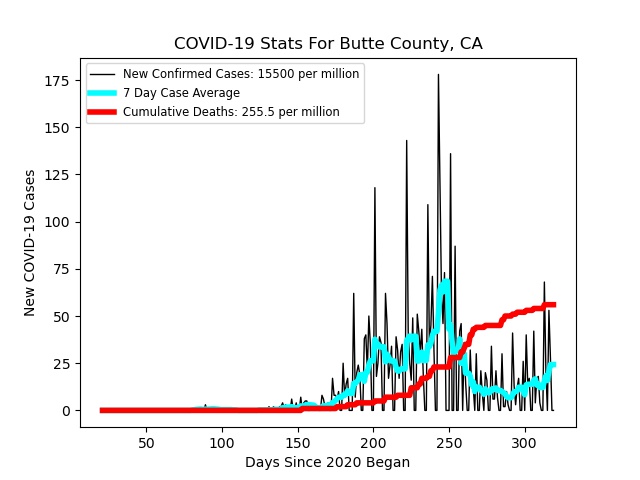 COVID-19 Stats For Butte County, CA
New Confirmed Cases: 15500 per million
7 Day Case Average
Cumulative Deaths: 255.5 per million
New COVID-19 Cases
175
150
125
100
75
50
25
0
50 100 150 200 250 300
Days Since 2020 Began